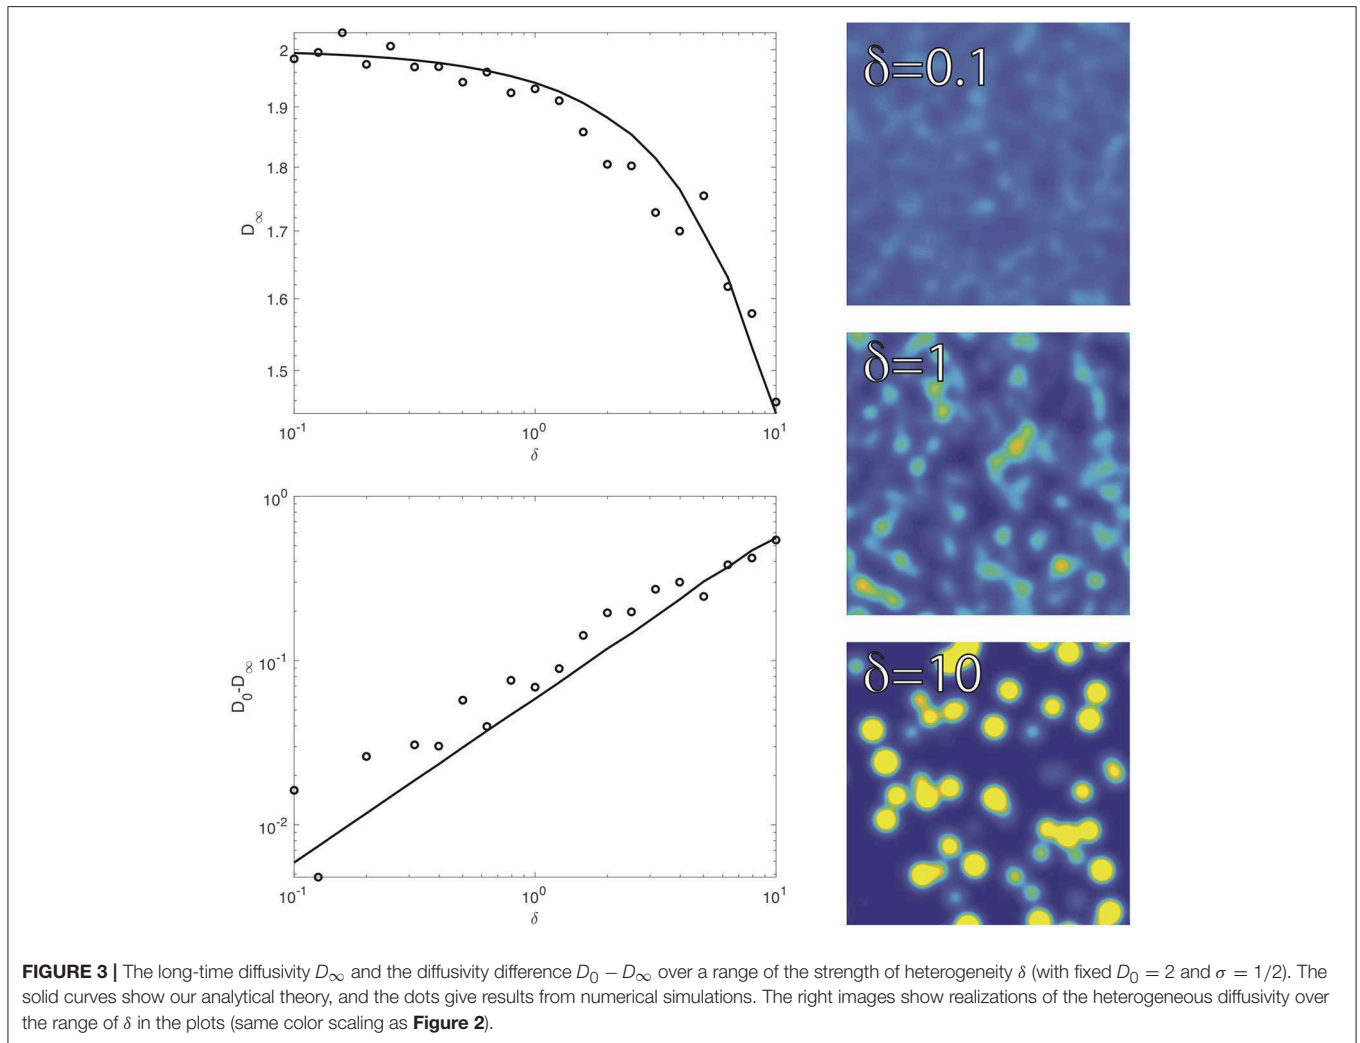 2
1.9
1.8
1.7
1.6
1.5
D∞
10⁻¹ 10⁰ 10¹
δ
10⁰
10⁻¹
10⁻²
D₀-D∞
10⁻¹ 10⁰ 10¹
δ
δ=0.1
δ=1
δ=10
FIGURE 3 | The long-time diffusivity D∞ and the diffusivity difference D₀ − D∞ over a range of the strength of heterogeneity δ (with fixed D₀ = 2 and σ = 1/2). The
solid curves show our analytical theory, and the dots give results from numerical simulations. The right images show realizations of the heterogeneous diffusivity over
the range of δ in the plots (same color scaling as Figure 2).